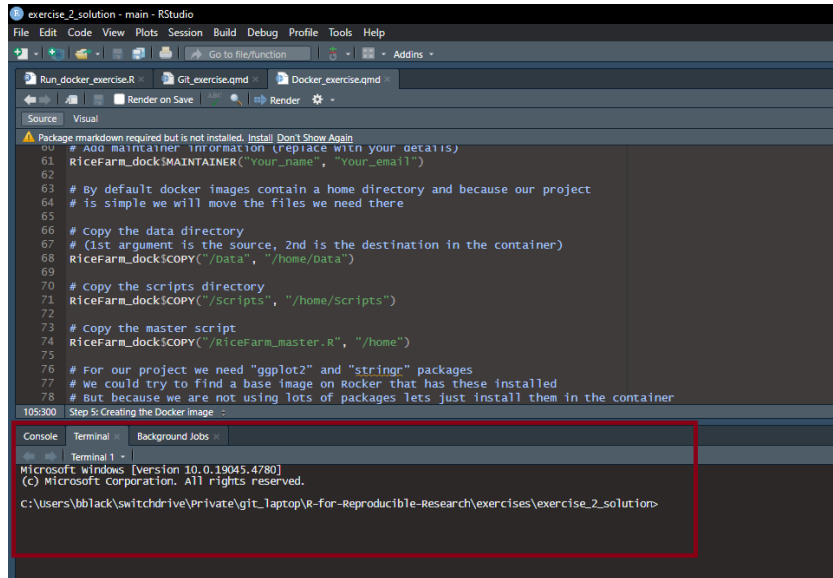 exercise_2_solution - main - RStudio
File Edit Code View Plots Session Build Debug Profile Tools Help
Go to file/function Addins
Run_docker_exercise.R Git_exercise.qmd Docker_exercise.qmd
Render on Save ABC Render
Source Visual
Package rmarkdown required but is not installed. Install Don't Show Again
60 # Add maintainer information (replace with your details)
61 RiceFarm_dock$MAINTAINER("Your_name", "Your_email")
62
63 # By default docker images contain a home directory and because our project
64 # is simple we will move the files we need there
65
66 # Copy the data directory
67 # (1st argument is the source, 2nd is the destination in the container)
68 RiceFarm_dock$COPY("/Data", "/home/Data")
69
70 # Copy the scripts directory
71 RiceFarm_dock$COPY("/Scripts", "/home/Scripts")
72
73 # Copy the master script
74 RiceFarm_dock$COPY("/RiceFarm_master.R", "/home")
75
76 # For our project we need "ggplot2" and "stringr" packages
77 # We could try to find a base image on Rocker that has these installed
78 # But because we are not using lots of packages lets just install them in the container
105:300 Step 5: Creating the Docker image
Console Terminal Background Jobs
Terminal 1
Microsoft Windows [Version 10.0.19045.4780]
(c) Microsoft Corporation. All rights reserved.
C:\Users\bblack\switchdrive\Private\git_laptop\R-for-Reproducible-Research\exercises\exercise_2_solution>